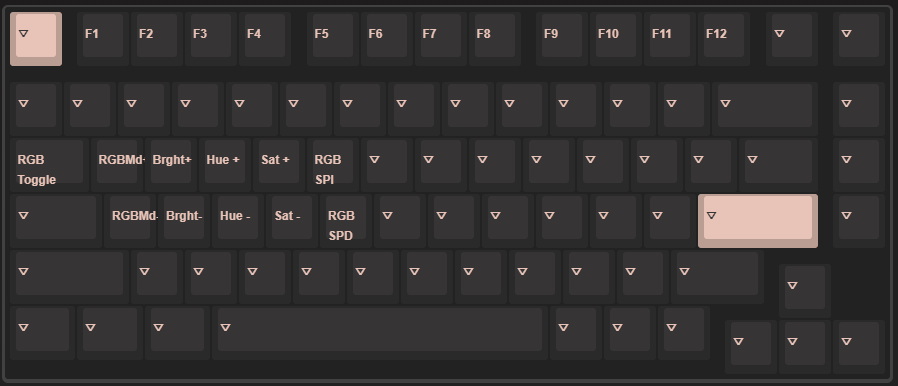 ▽ F1 F2 F3 F4 F5 F6 F7 F8 F9 F10 F11 F12 ▽ ▽
▽ ▽ ▽ ▽ ▽ ▽ ▽ ▽ ▽ ▽ ▽ ▽ ▽ ▽ ▽
RGB Toggle RGBMd- Brght+ Hue + Sat + RGB SPI ▽ ▽ ▽ ▽ ▽ ▽ ▽ ▽ ▽
▽ RGBMd- Brght- Hue - Sat - RGB SPD ▽ ▽ ▽ ▽ ▽ ▽ ▽ ▽
▽ ▽ ▽ ▽ ▽ ▽ ▽ ▽ ▽ ▽ ▽ ▽ ▽
▽ ▽ ▽ ▽ ▽ ▽ ▽ ▽ ▽ ▽